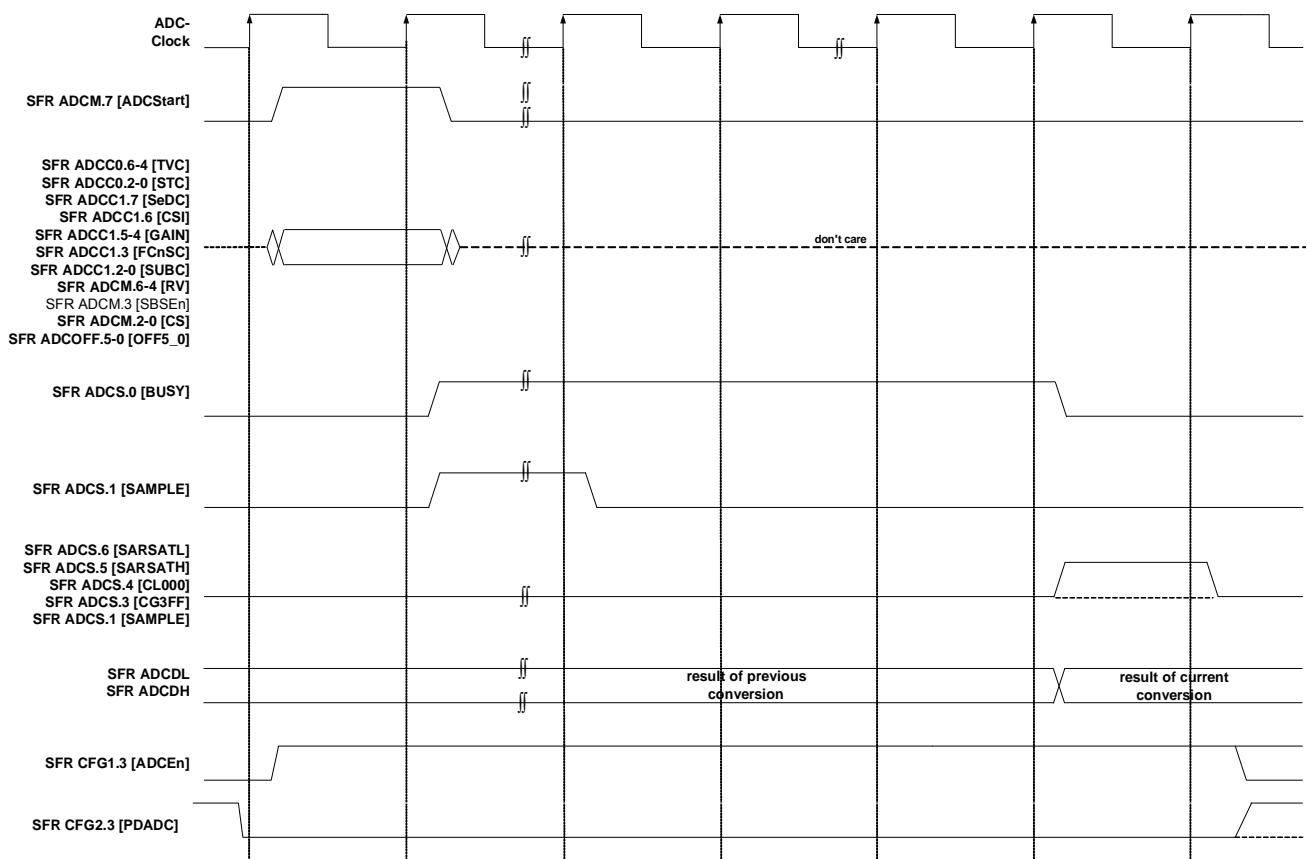 ADC-
Clock
SFR ADCM.7 [ADCStart]
SFR ADCC0.6-4 [TVC]
SFR ADCC0.2-0 [STC]
SFR ADCC1.7 [SeDC]
SFR ADCC1.6 [CSI]
SFR ADCC1.5-4 [GAIN]
SFR ADCC1.3 [FCnSC]
SFR ADCC1.2-0 [SUBC]
SFR ADCM.6-4 [RV]
SFR ADCM.3 [SBSEn]
SFR ADCM.2-0 [CS]
SFR ADCOFF.5-0 [OFF5_0]
don't care
SFR ADCS.0 [BUSY]
SFR ADCS.1 [SAMPLE]
SFR ADCS.6 [SARSATL]
SFR ADCS.5 [SARSATH]
SFR ADCS.4 [CL000]
SFR ADCS.3 [CG3FF]
SFR ADCS.1 [SAMPLE]
SFR ADCDL
SFR ADCDH
result of previous
conversion
result of current
conversion
SFR CFG1.3 [ADCEn]
SFR CFG2.3 [PDADC]